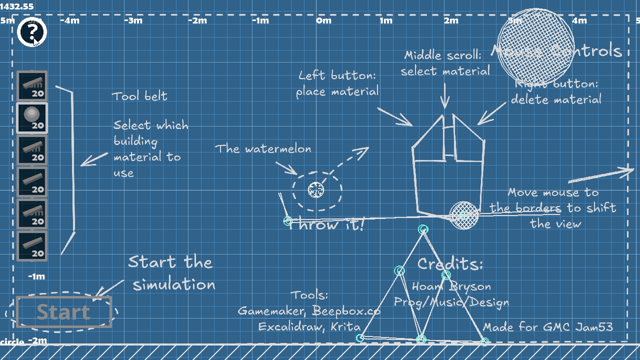 1432.55
5m
-4m
-3m
-2m
-1m
0m
1m
2m
3m
4m
5m
?
Mouse Controls
Middle scroll:
select material
Left button:
place material
Right button:
delete material
20
20
20
20
20
20
Tool belt
Select which
building
material to
use
The watermelon
Throw it!
Move mouse to
the borders to shift
the view
-1m
Start the
simulation
Start
Credits:
Hoam Bryson
Prog/Music/Design
Tools:
Gamemaker, Beepbox.co
Excalidraw, Krita
Made for GMC Jam53
circle
-2m